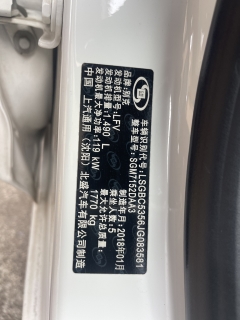 品牌:别克
车辆识别代号:LSGBC5356JG083581
整车型号:SGM7152DAA3
发动机型号:LFV
发动机排量:1.490 L
发动机最大净功率:119 kW
制造年月:2018年01月
乘坐人数:5
最大允许总质量:1770 kg
中国 上汽通用(沈阳)北盛汽车有限公司制造